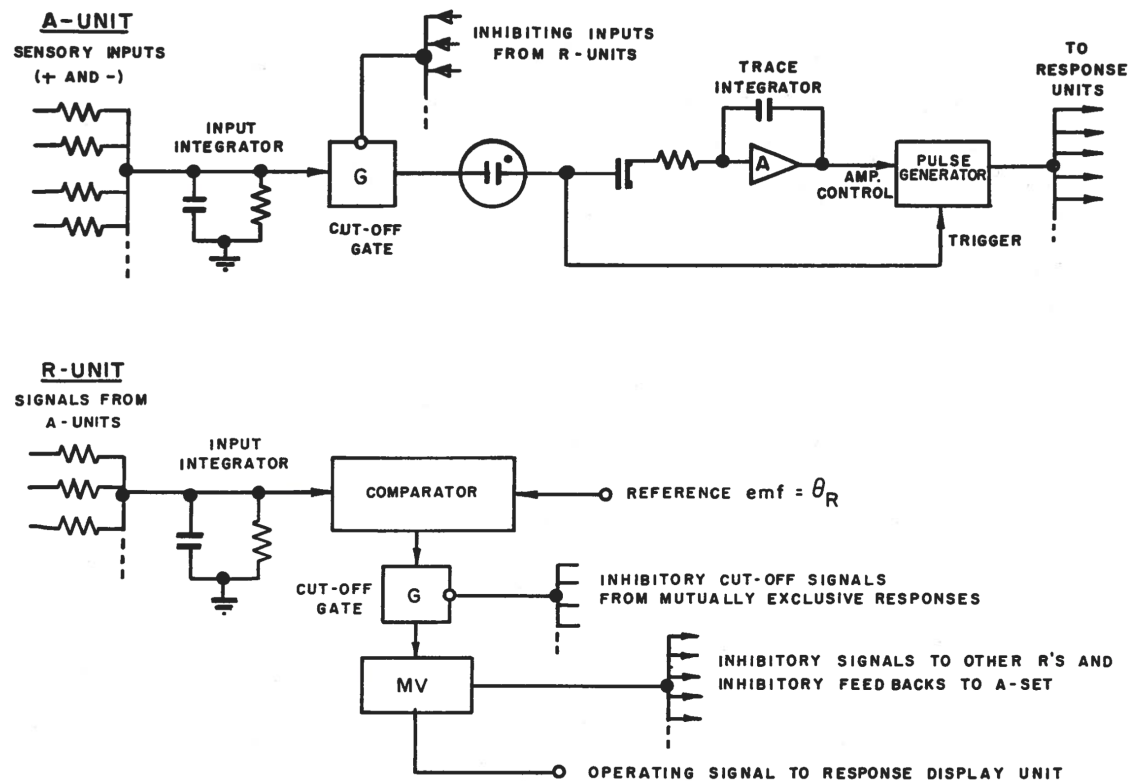 A-UNIT
SENSORY INPUTS
(+ AND -)
INPUT
INTEGRATOR
G
CUT-OFF
GATE
INHIBITING INPUTS
FROM R-UNITS
TRACE
INTEGRATOR
A
AMP.
CONTROL
PULSE
GENERATOR
TRIGGER
TO
RESPONSE
UNITS
R-UNIT
SIGNALS FROM
A-UNITS
INPUT
INTEGRATOR
COMPARATOR
REFERENCE emf = θR
CUT-OFF
GATE
G
INHIBITORY CUT-OFF SIGNALS
FROM MUTUALLY EXCLUSIVE RESPONSES
MV
INHIBITORY SIGNALS TO OTHER R'S AND
INHIBITORY FEEDBACKS TO A-SET
OPERATING SIGNAL TO RESPONSE DISPLAY UNIT